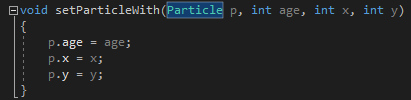 void setParticleWith(Particle p, int age, int x, int y)
{
p.age = age;
p.x = x;
p.y = y;
}